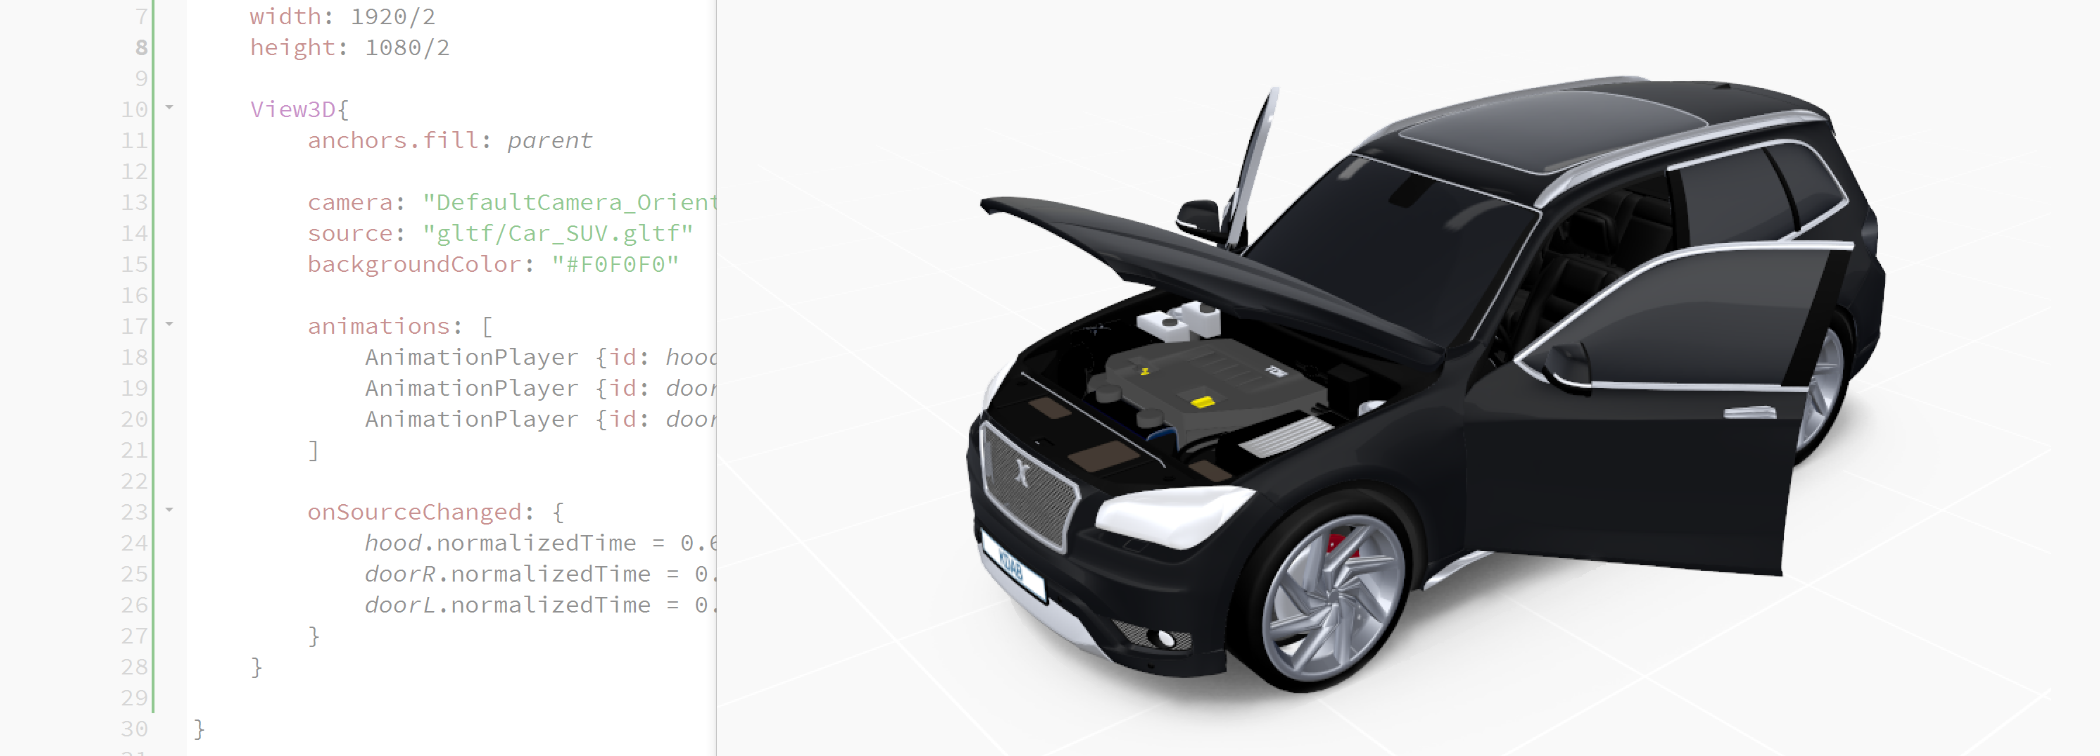 7 width: 1920/2
8 height: 1080/2
9
10 View3D{
11 anchors.fill: parent
12
13 camera: "DefaultCamera_Orient
14 source: "gltf/Car_SUV.gltf"
15 backgroundColor: "#F0F0F0"
16
17 animations: [
18 AnimationPlayer {id: hood
19 AnimationPlayer {id: door
20 AnimationPlayer {id: door
21 ]
22
23 onSourceChanged: {
24 hood.normalizedTime = 0.6
25 doorR.normalizedTime = 0.
26 doorL.normalizedTime = 0.
27 }
28 }
29
30 }
KDAB